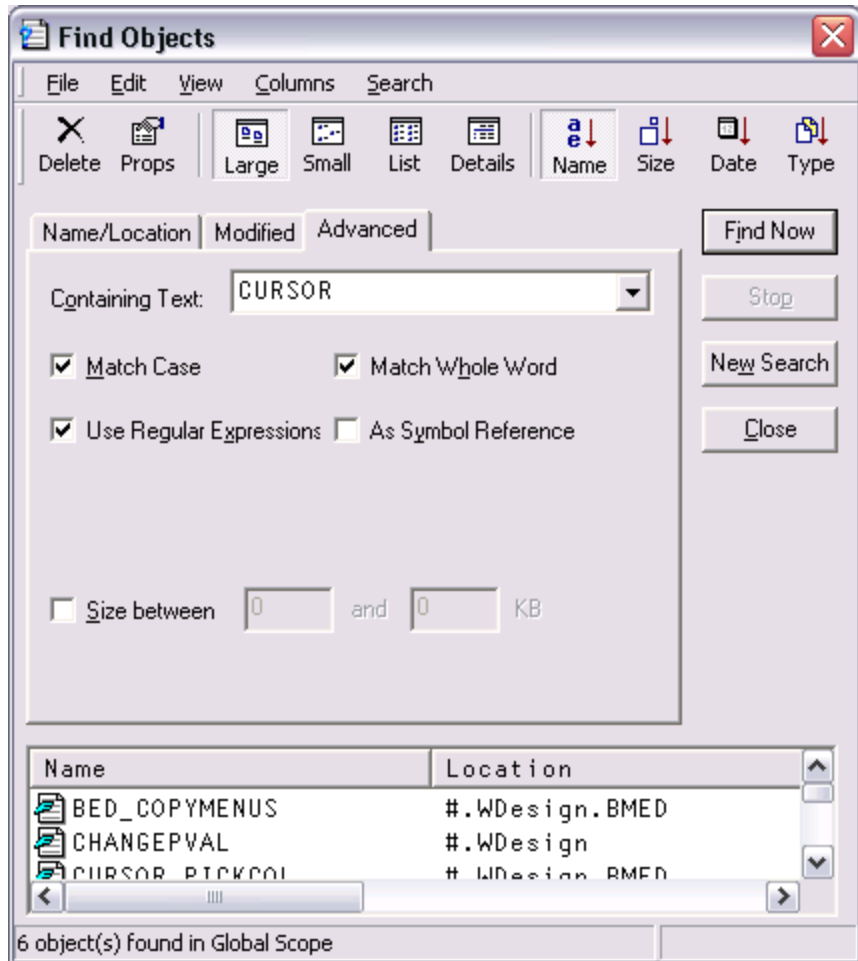 Find Objects
File Edit View Columns Search
Delete Props Large Small List Details Name Size Date Type
Name/Location Modified Advanced Find Now
Containing Text: CURSOR
Stop
Match Case Match Whole Word New Search
Use Regular Expressions As Symbol Reference Close
Size between 0 and 0 KB
Name Location
BED_COPYMENUS #.WDesign.BMED
CHANGEPVAL #.WDesign
CURSOR_PICKCOL #.WDesign.BMED
6 object(s) found in Global Scope